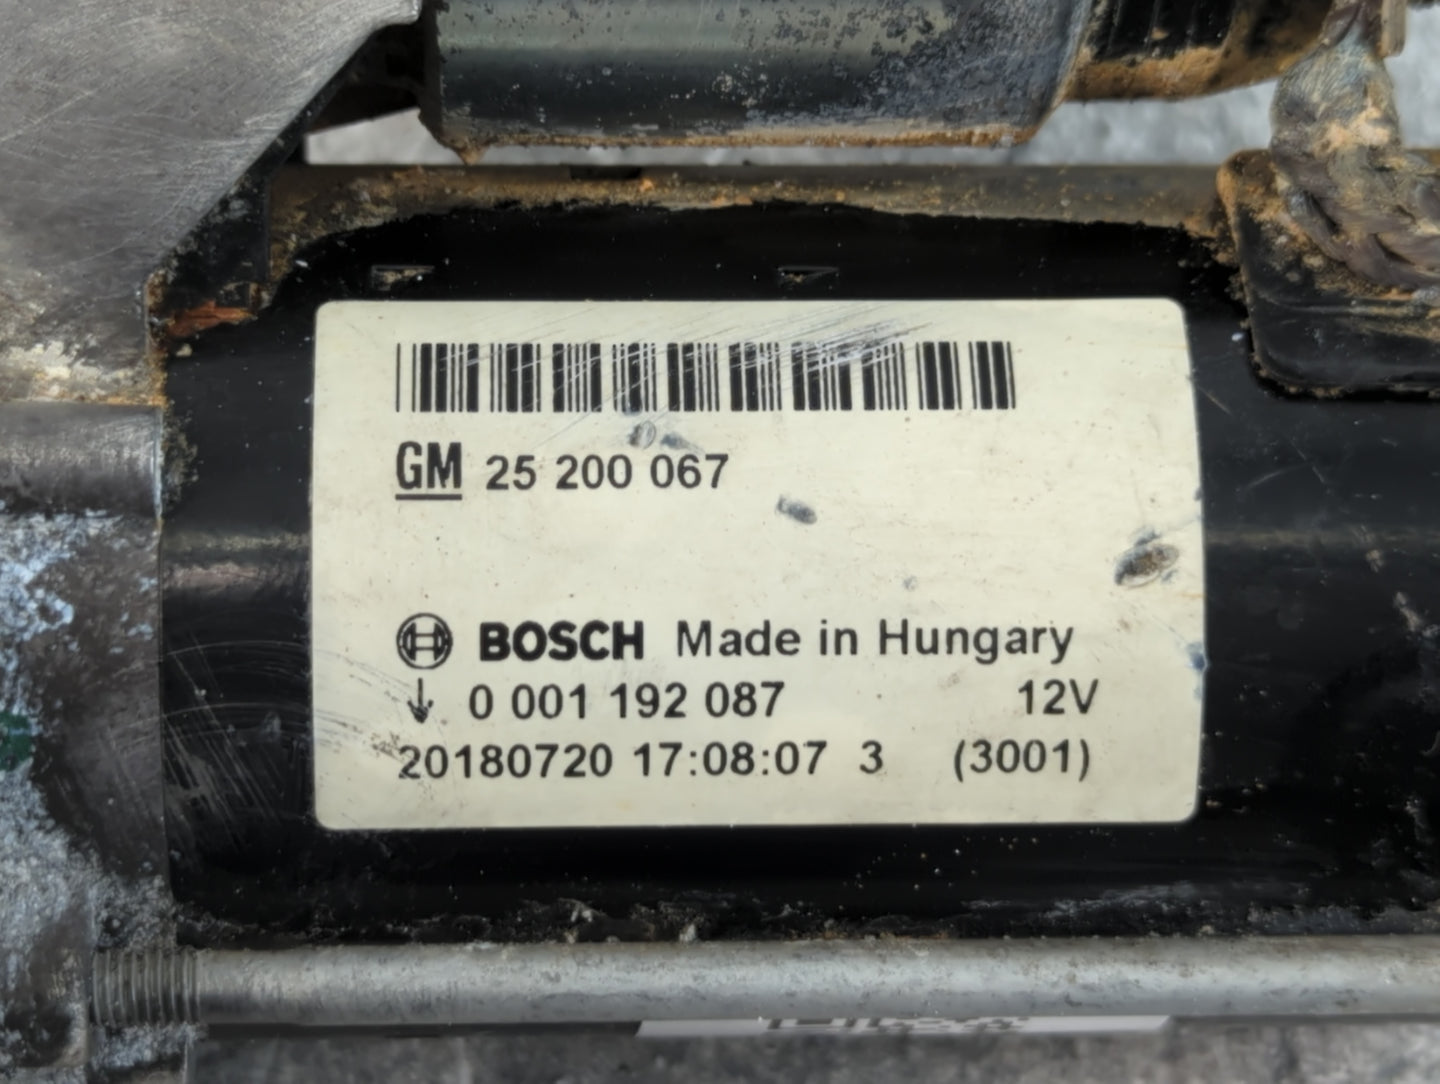 GM 25 200 067
BOSCH Made in Hungary
0 001 192 087 12V
20180720 17:08:07 3 (3001)